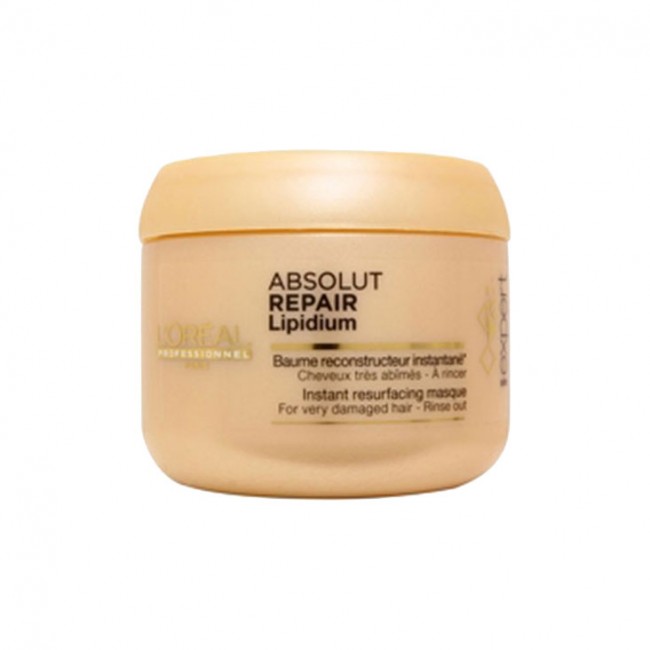 ABSOLUT
REPAIR
Lipidium
L'ORÉAL
PROFESSIONNEL
PARIS
Baume reconstructeur instantané*
Cheveux très abîmés - À rincer
Instant resurfacing masque
For very damaged hair - Rinse out
expert